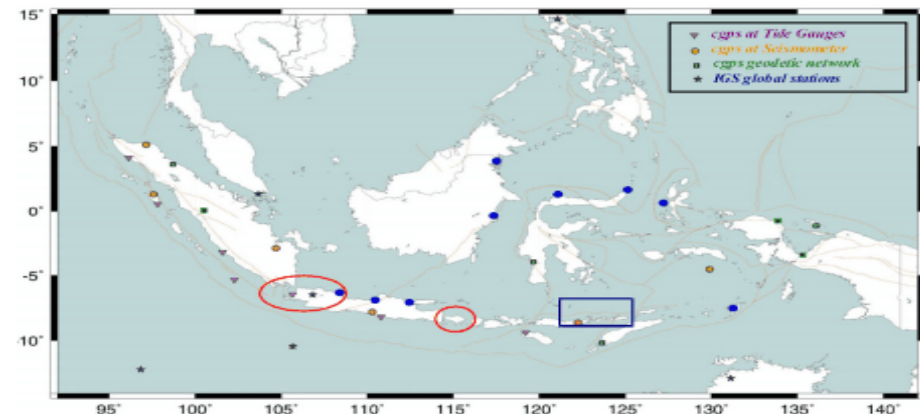 15°
10°
5°
0°
-5°
-10°
cgps at Tide Gauges
cgps at Seismometer
cgps geodetic network
IGS global stations
95° 100° 105° 110° 115° 120° 125° 130° 135° 140°